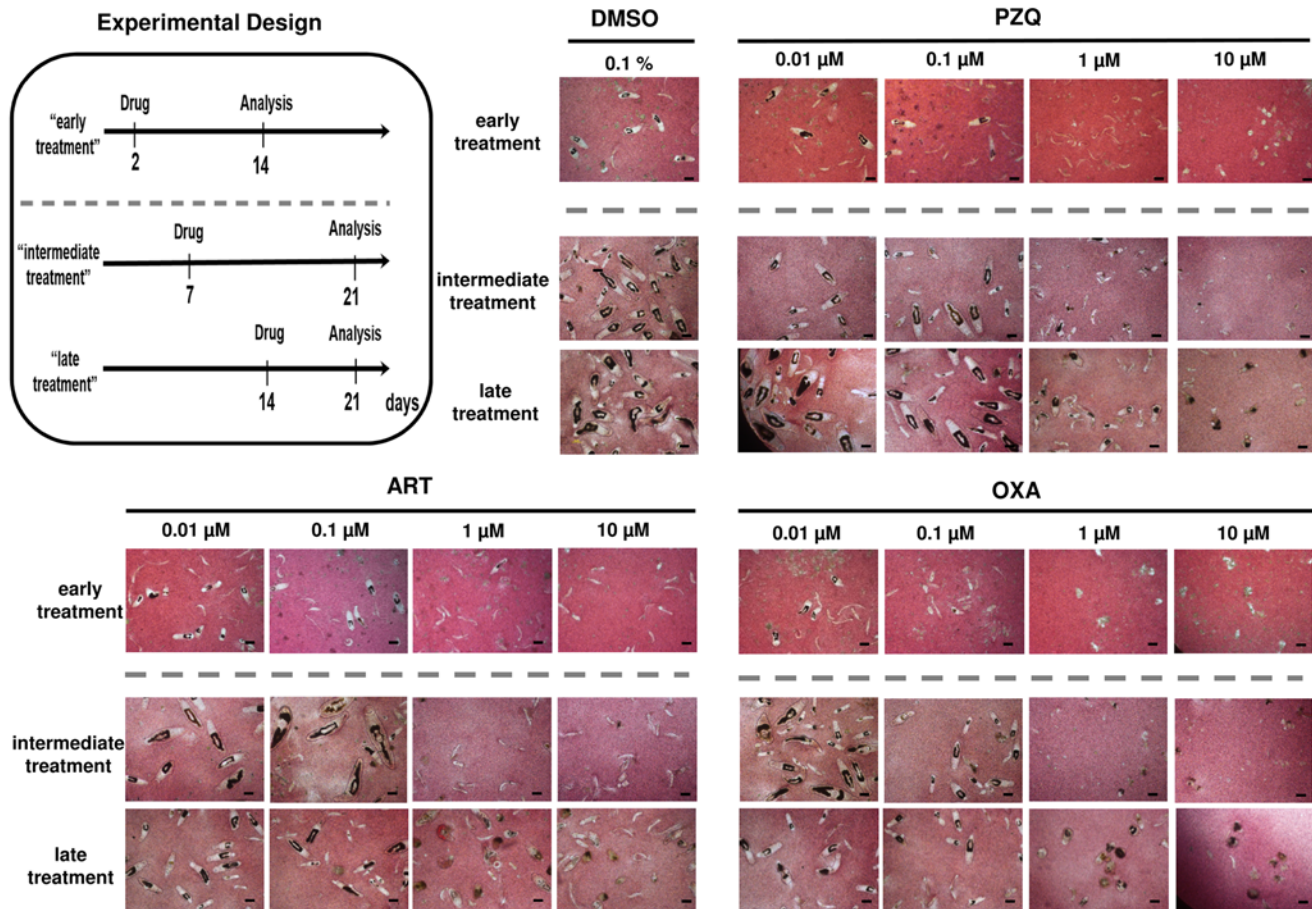 Experimental Design
Drug Analysis
“early
treatment”
2 14
Drug Analysis
“intermediate
treatment”
7 21
Drug Analysis
“late
treatment”
14 21 days
DMSO
0.1 %
PZQ
0.01 µM 0.1 µM 1 µM 10 µM
early
treatment
intermediate
treatment
late
treatment
ART
0.01 µM 0.1 µM 1 µM 10 µM
early
treatment
intermediate
treatment
late
treatment
OXA
0.01 µM 0.1 µM 1 µM 10 µM